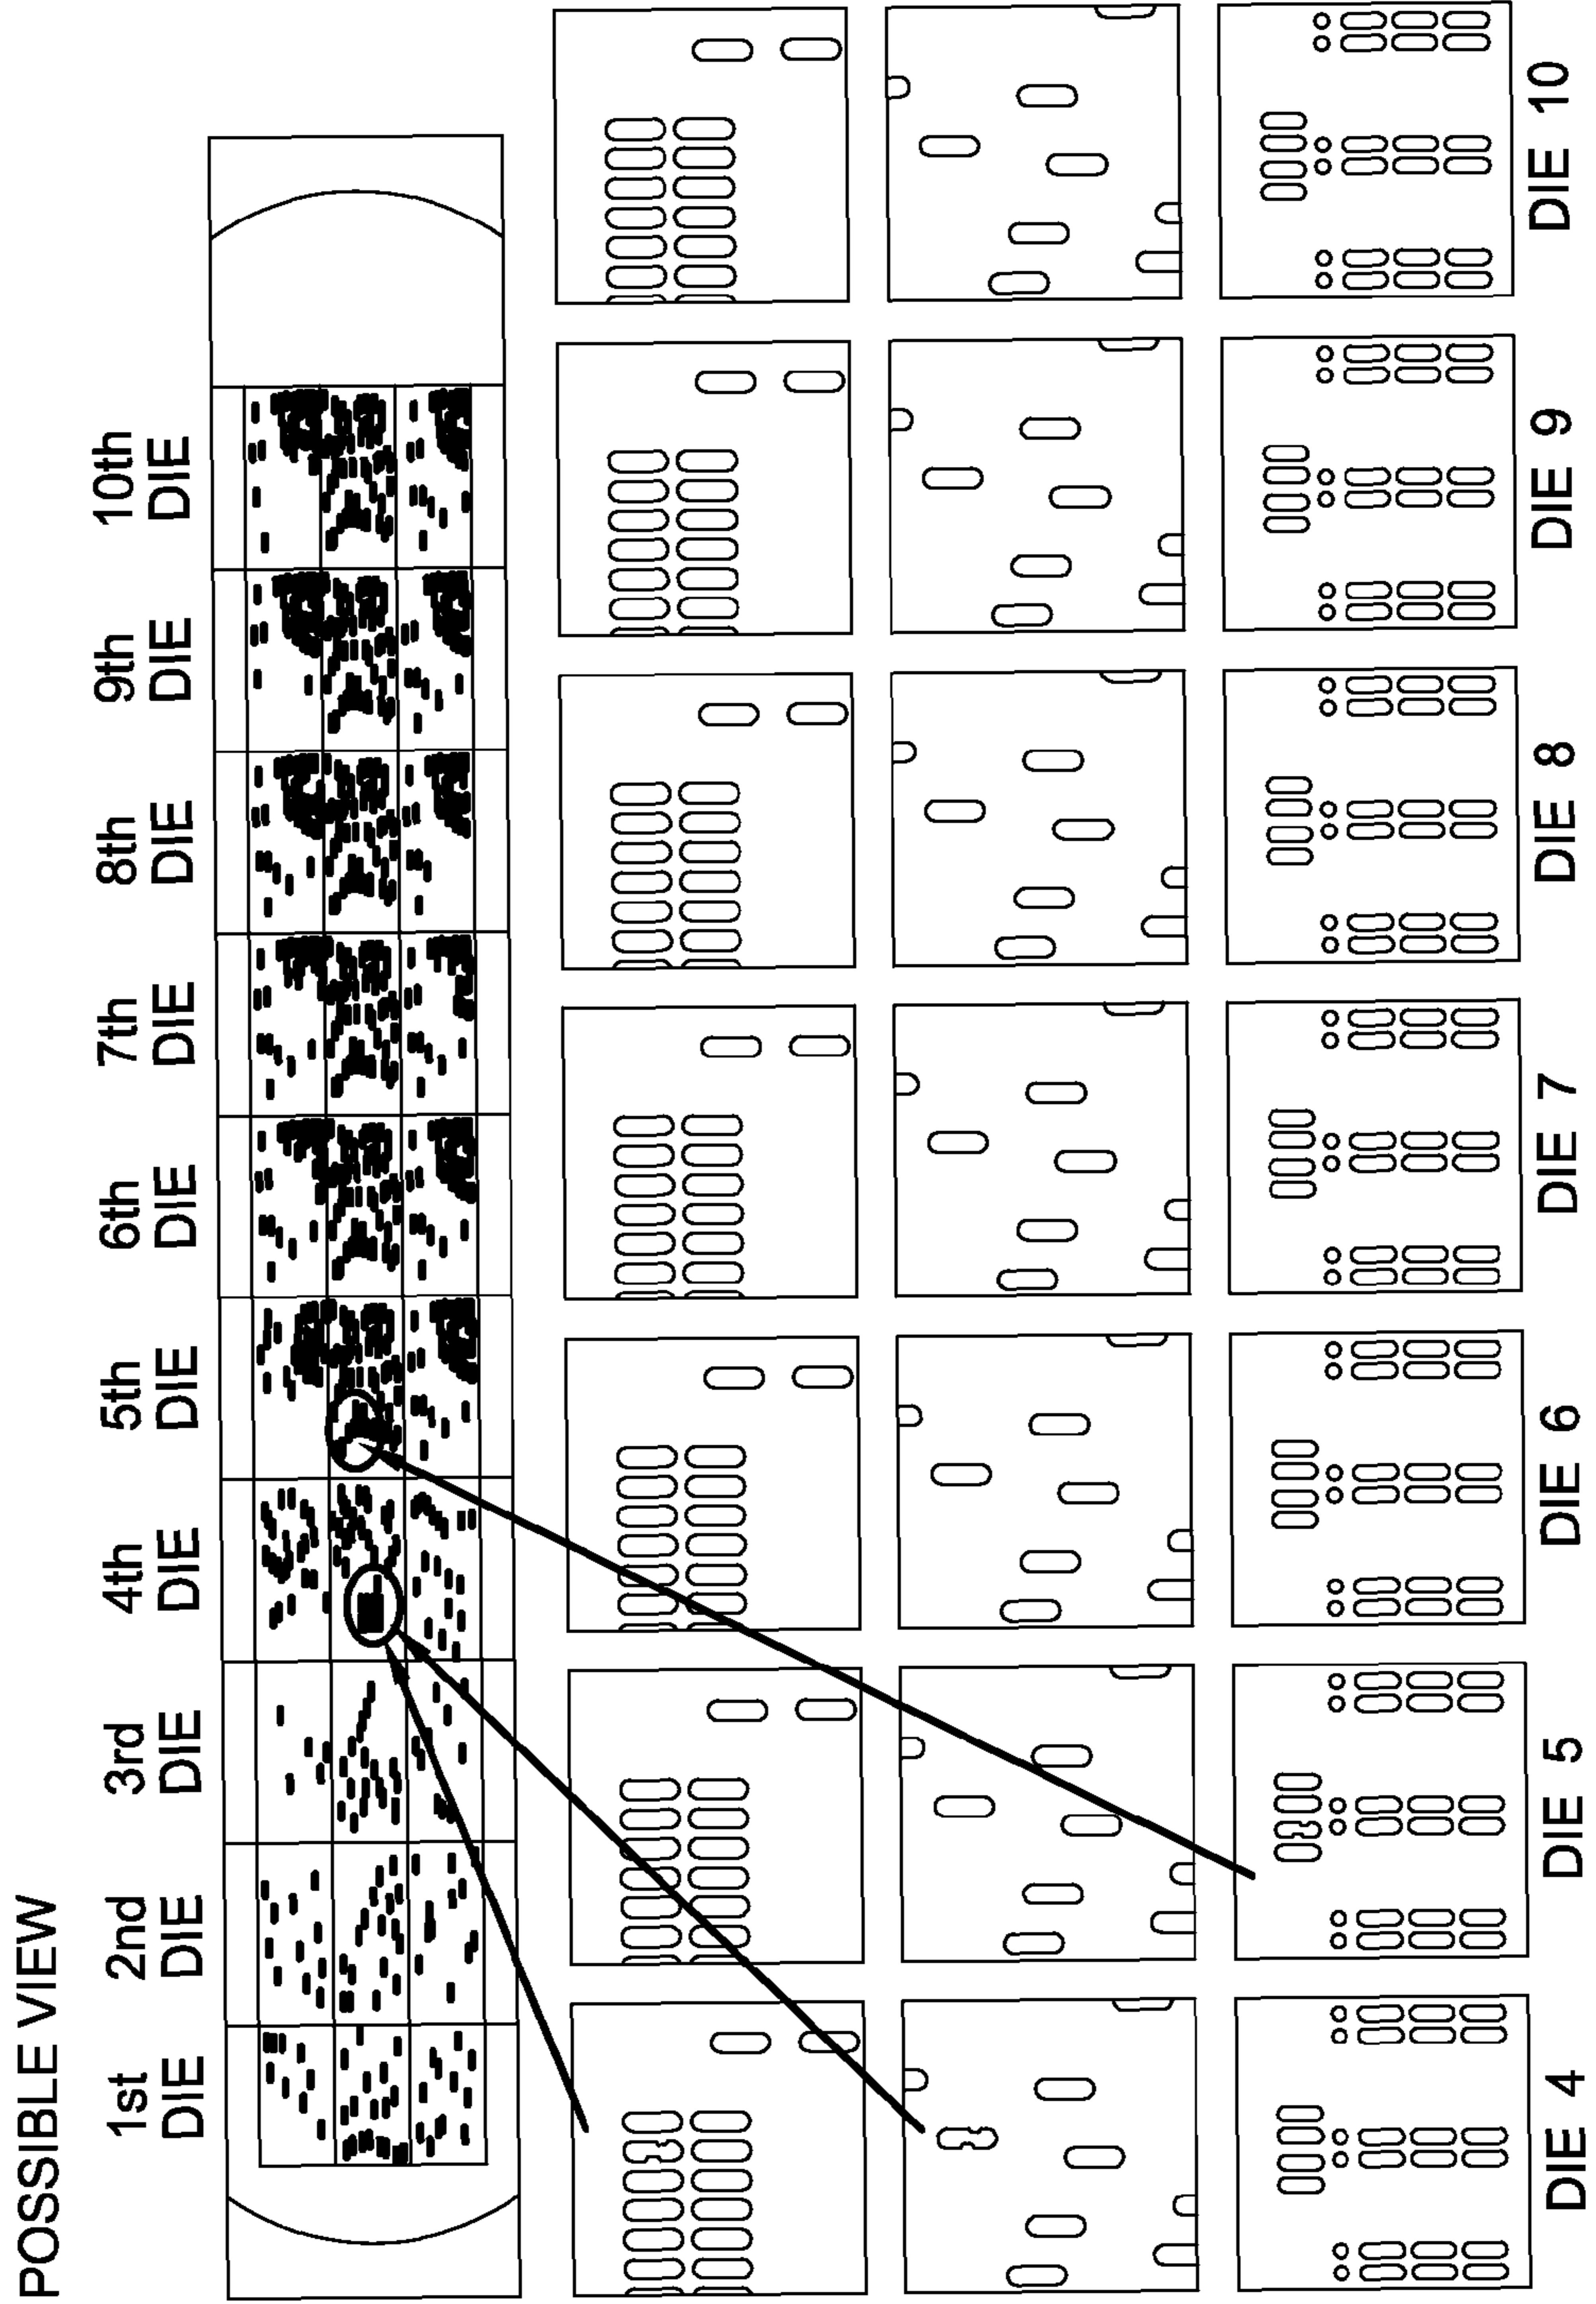 POSSIBLE VIEW
1st
DIE
2nd
DIE
3rd
DIE
4th
DIE
5th
DIE
6th
DIE
7th
DIE
8th
DIE
9th
DIE
10th
DIE
DIE 4
DIE 5
DIE 6
DIE 7
DIE 8
DIE 9
DIE 10